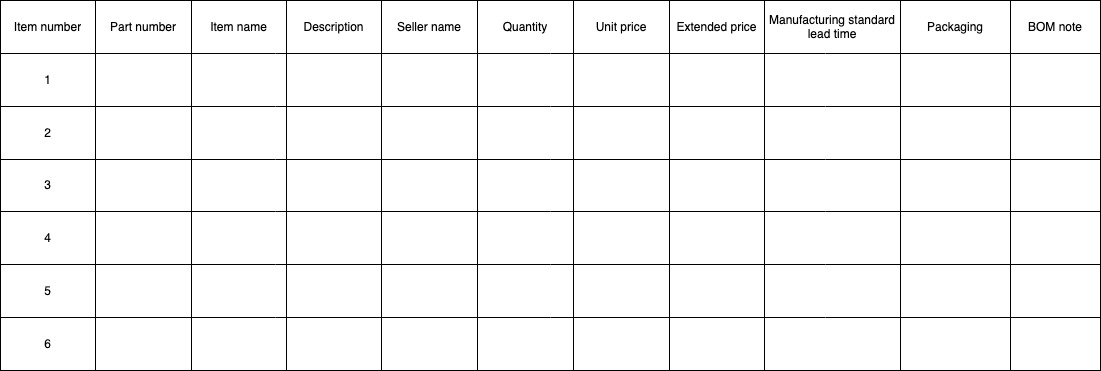 Item number
Part number
Item name
Description
Seller name
Quantity
Unit price
Extended price
Manufacturing standard
lead time
Packaging
BOM note
1
2
3
4
5
6